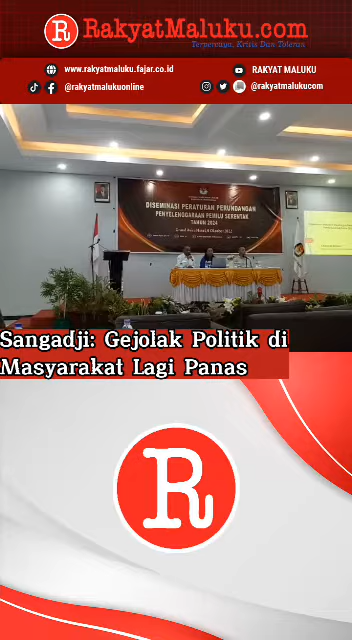 R RakyatMaluku.com
Terpercaya, Kritis Dan Toleran
www.rakyatmaluku.fajar.co.id
RAKYAT MALUKU
@rakyatmalukuonline
@rakyatmalukucom
DISEMINASI PERATURAN PERUNDANGAN
PENYELENGGARAAN PEMILU SERENTAK
TAHUN 2024
Sangadji: Gejolak Politik di
Masyarakat Lagi Panas
R